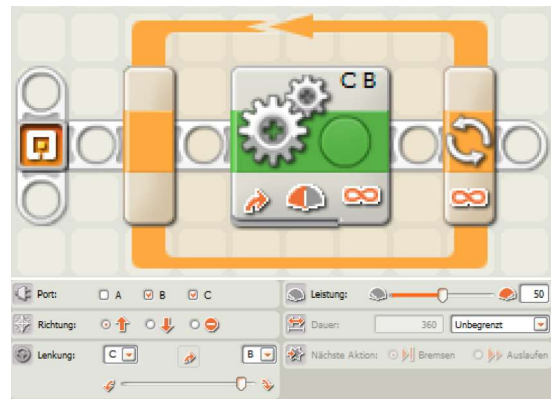 C B
Port: A B C
Leistung: 50
Richtung:
Dauer: 360 Unbegrenzt
Lenkung: C B
Nächste Aktion: Bremsen Auslaufen